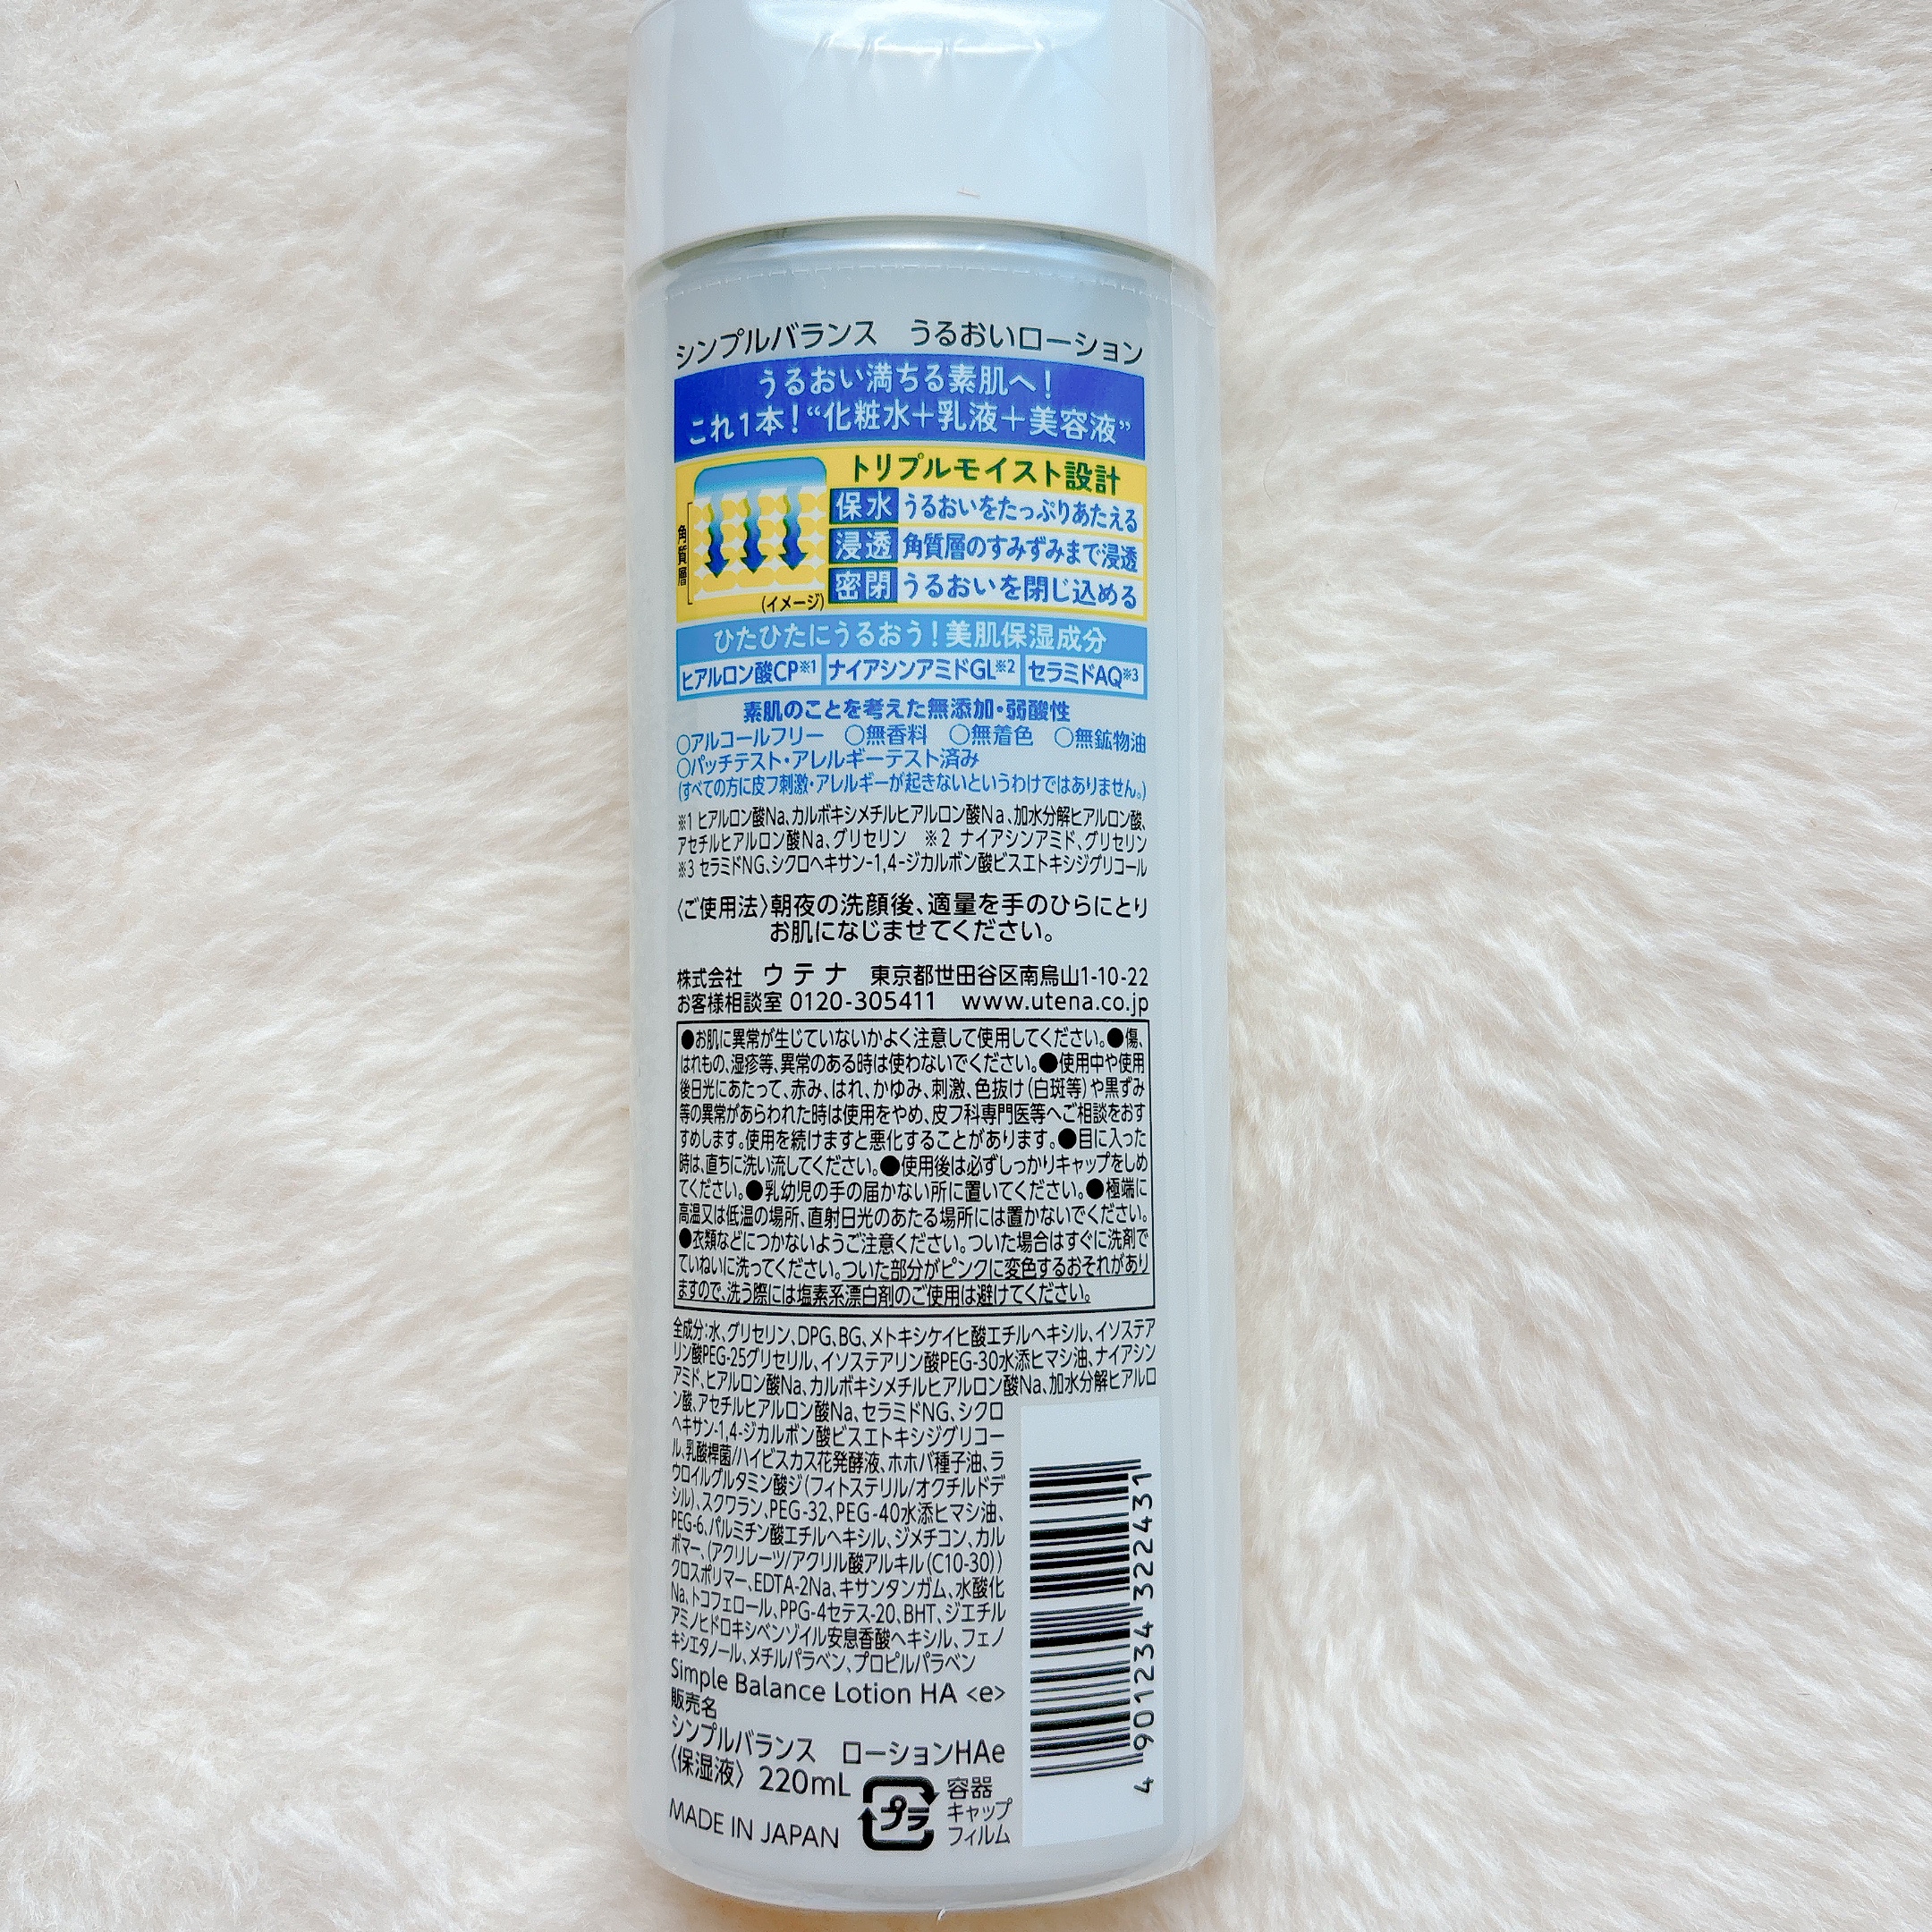 シンプルバランス うるおいローション
うるおい満ちる素肌へ!
これ1本!“化粧水+乳液+美容液”
トリプルモイスト設計
保水 うるおいをたっぷりあたえる
浸透 角質層のすみずみまで浸透
密閉 うるおいを閉じ込める
角質層
(イメージ)
ひたひたにうるおう!美肌保湿成分
ヒアルロン酸CP※1 ナイアシンアミドGL※2 セラミドAQ※3
素肌のことを考えた無添加・弱酸性
○アルコールフリー ○無香料 ○無着色 ○無鉱物油
○パッチテスト・アレルギーテスト済み
(すべての方に皮フ刺激・アレルギーが起きないというわけではありません。)
※1 ヒアルロン酸Na、カルボキシメチルヒアルロン酸Na、加水分解ヒアルロン酸、
アセチルヒアルロン酸Na、グリセリン ※2 ナイアシンアミド、グリセリン
※3 セラミドNG、シクロヘキサン-1,4-ジカルボン酸ビスエトキシジグリコール
〈ご使用法〉朝夜の洗顔後、適量を手のひらにとり
お肌になじませてください。
株式会社 ウテナ 東京都世田谷区南烏山1-10-22
お客様相談室 0120-305411 www.utena.co.jp
●お肌に異常が生じていないかよく注意して使用してください。●傷、
はれもの、湿疹等、異常のある時は使わないでください。●使用中や使用
後日光にあたって、赤み、はれ、かゆみ、刺激、色抜け(白斑等)や黒ずみ
等の異常があらわれた時は使用をやめ、皮フ科専門医等へご相談をおす
すめします。使用を続けますと悪化することがあります。●目に入った
時は、直ちに洗い流してください。●使用後は必ずしっかりキャップをしめ
てください。●乳幼児の手の届かない所に置いてください。●極端に
高温又は低温の場所、直射日光のあたる場所には置かないでください。
●衣類などにつかないようご注意ください。ついた場合はすぐに洗剤で
ていねいに洗ってください。ついた部分がピンクに変色するおそれがあり
ますので、洗う際には塩素系漂白剤のご使用は避けてください。
全成分:水、グリセリン、DPG、BG、メトキシケイヒ酸エチルヘキシル、イソステア
リン酸PEG-25グリセリル、イソステアリン酸PEG-30水添ヒマシ油、ナイアシン
アミド、ヒアルロン酸Na、カルボキシメチルヒアルロン酸Na、加水分解ヒアルロ
ン酸、アセチルヒアルロン酸Na、セラミドNG、シクロ
ヘキサン-1,4-ジカルボン酸ビスエトキシジグリコー
ル、乳酸桿菌/ハイビスカス花発酵液、ホホバ種子油、ラ
ウロイルグルタミン酸ジ(フィトステリル/オクチルドデ
シル)、スクワラン、PEG-32、PEG-40水添ヒマシ油、
PEG-6、パルミチン酸エチルヘキシル、ジメチコン、カル
ボマー、(アクリレーツ/アクリル酸アルキル(C10-30))
クロスポリマー、EDTA-2Na、キサンタンガム、水酸化
Na、トコフェロール、PPG-4セテス-20、BHT、ジエチル
アミノヒドロキシベンゾイル安息香酸ヘキシル、フェノ
キシエタノール、メチルパラベン、プロピルパラベン
Simple Balance Lotion HA <e>
販売名
シンプルバランス ローションHAe
〈保湿液〉 220mL
MADE IN JAPAN
プラ
容器
キャップ
フィルム
4 901234 322431